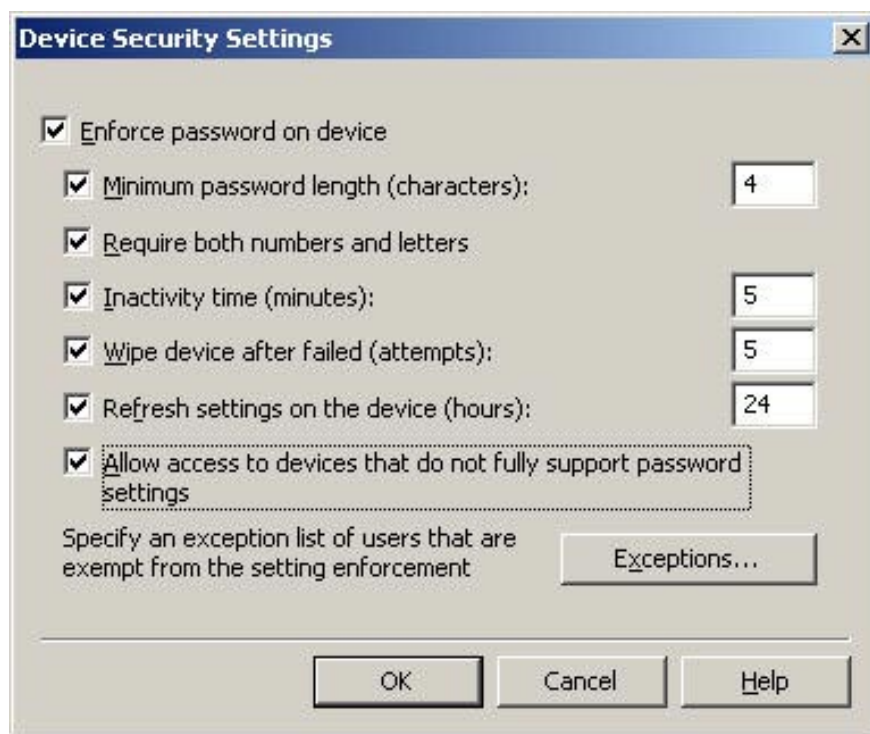 Device Security Settings
Enforce password on device
Minimum password length (characters): 4
Require both numbers and letters
Inactivity time (minutes): 5
Wipe device after failed (attempts): 5
Refresh settings on the device (hours): 24
Allow access to devices that do not fully support password
settings
Specify an exception list of users that are
exempt from the setting enforcement
Exceptions...
OK Cancel Help